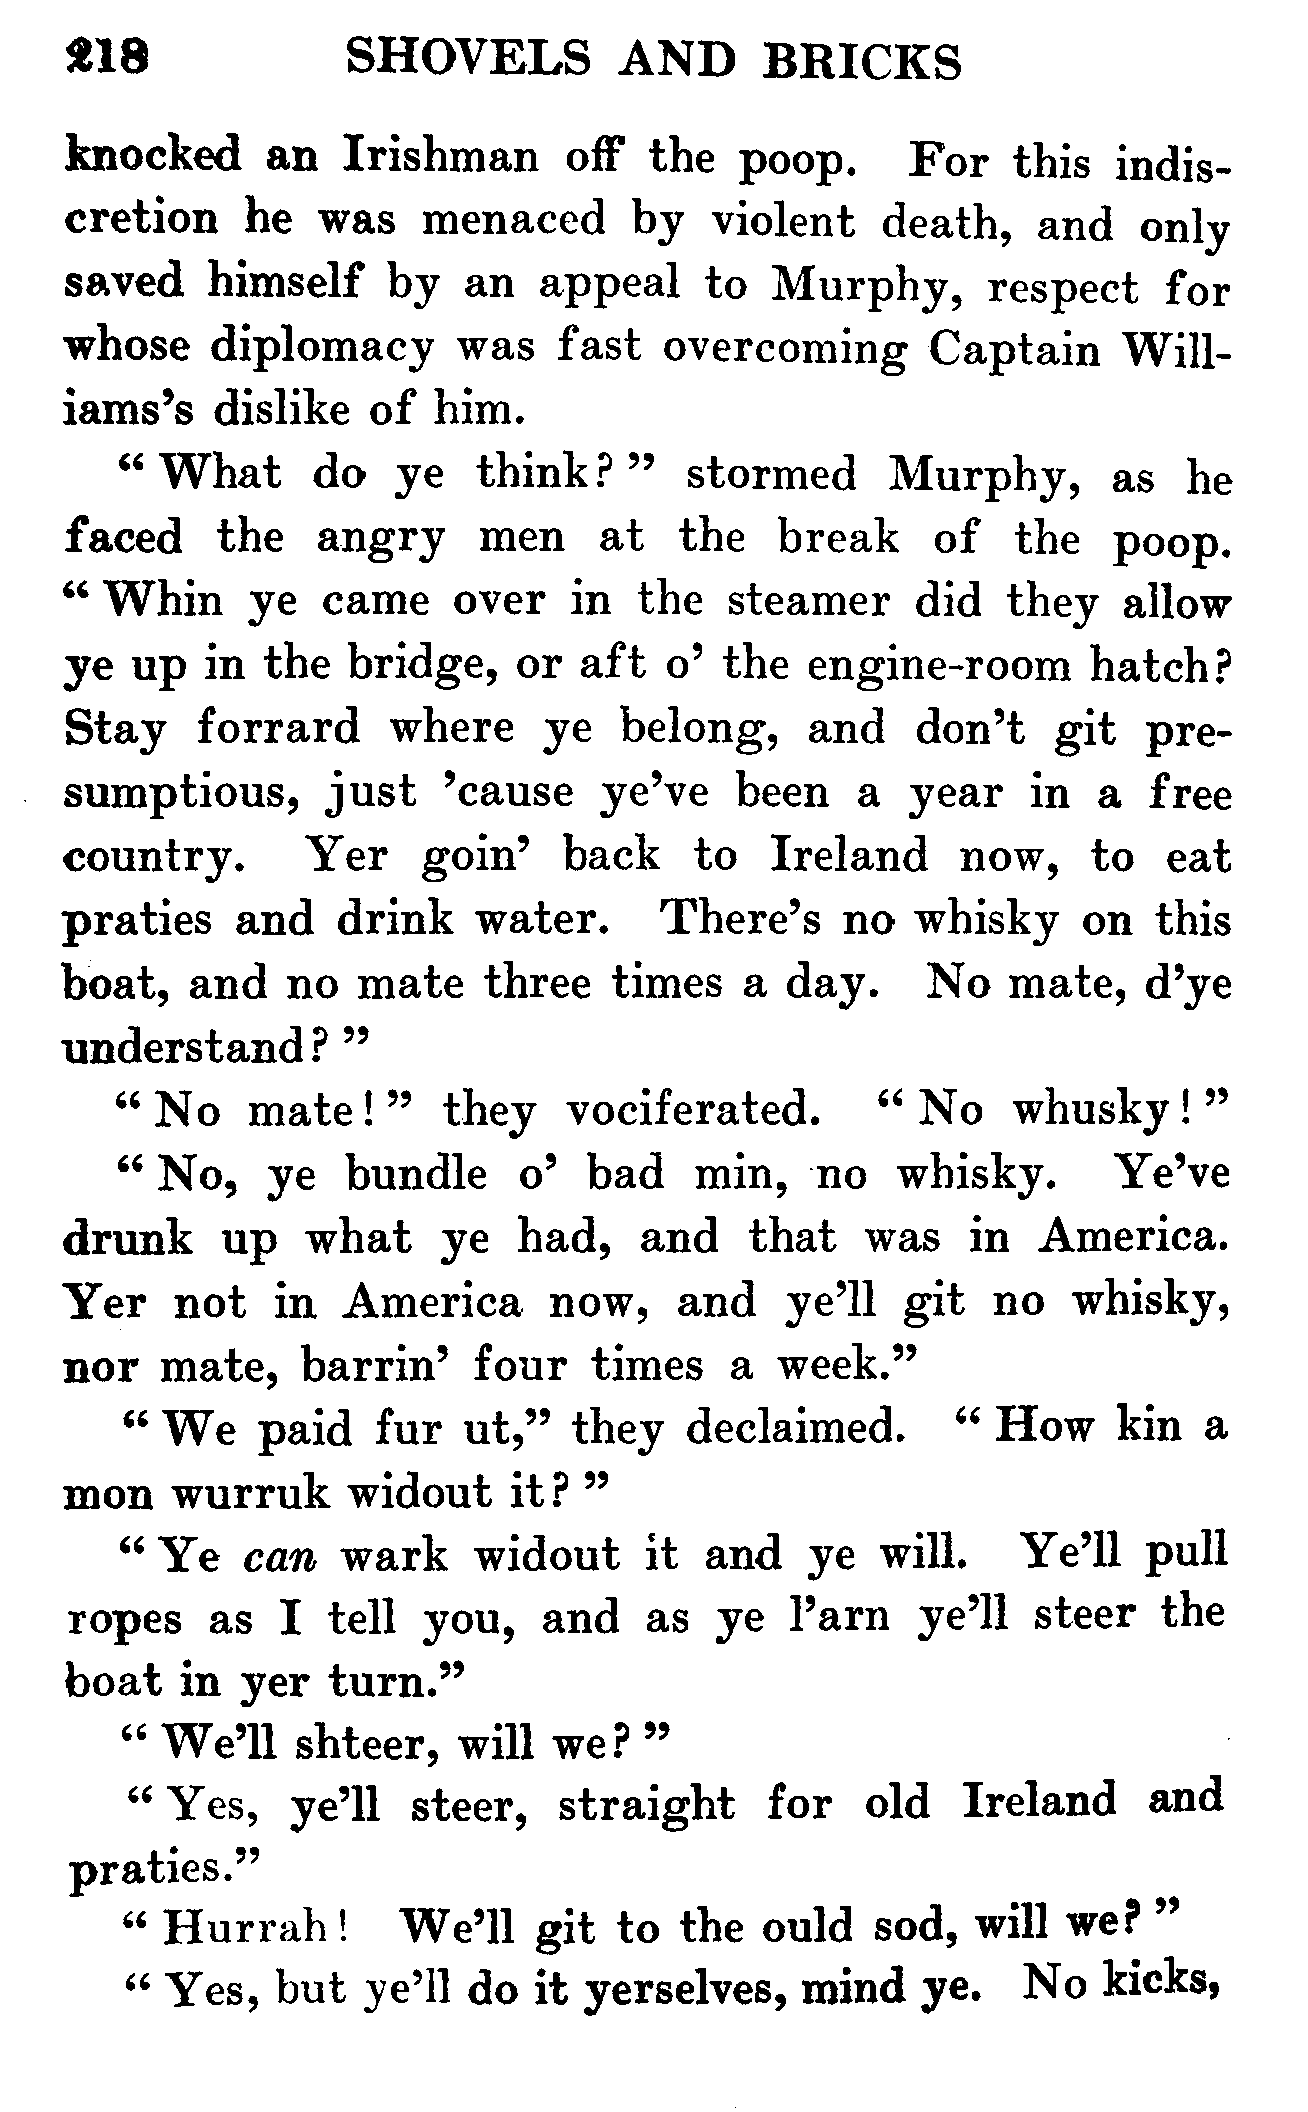 218 SHOVELS AND BRICKS
knocked an Irishman off the poop. For this indis-
cretion he was menaced by violent death, and only
saved himself by an appeal to Murphy, respect for
whose diplomacy was fast overcoming Captain Will-
iams’s dislike of him.
“ What do ye think? ” stormed Murphy, as he
faced the angry men at the break of the poop.
“ Whin ye came over in the steamer did they allow
ye up in the bridge, or aft o’ the engine-room hatch?
Stay forrard where ye belong, and don’t git pre-
sumptious, just ’cause ye’ve been a year in a free
country. Yer goin’ back to Ireland now, to eat
praties and drink water. There’s no whisky on this
boat, and no mate three times a day. No mate, d’ye
understand? ”
“ No mate! ” they vociferated. “ No whusky! ”
“ No, ye bundle o’ bad min, no whisky. Ye’ve
drunk up what ye had, and that was in America.
Yer not in America now, and ye’ll git no whisky,
nor mate, barrin’ four times a week.”
“ We paid fur ut,” they declaimed. “ How kin a
mon wurruk widout it? ”
“ Ye can wark widout it and ye will. Ye’ll pull
ropes as I tell you, and as ye l’arn ye’ll steer the
boat in yer turn.”
“ We’ll shteer, will we? ”
“ Yes, ye’ll steer, straight for old Ireland and
praties.”
“ Hurrah! We’ll git to the ould sod, will we? ”
“ Yes, but ye’ll do it yerselves, mind ye. No kicks,